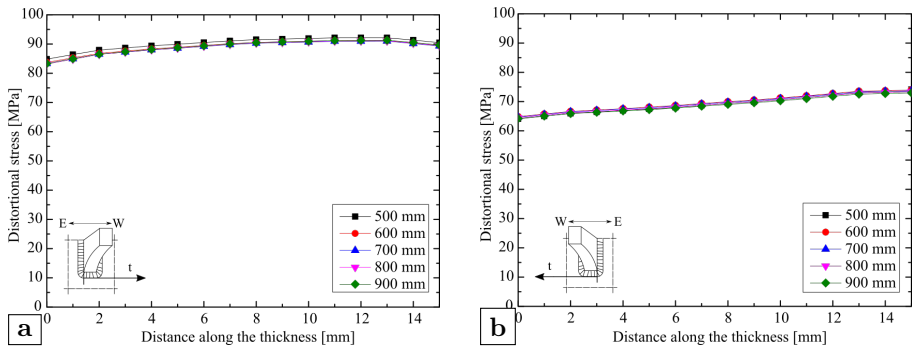 100
90
80
70
60
50
40
30
20
10
0
Distortional stress [MPa]
E W
t
500 mm
600 mm
700 mm
800 mm
900 mm
0 2 4 6 8 10 12 14
Distance along the thickness [mm]
a
100
90
80
70
60
50
40
30
20
10
0
Distortional stress [MPa]
W E
t
500 mm
600 mm
700 mm
800 mm
900 mm
0 2 4 6 8 10 12 14
Distance along the thickness [mm]
b